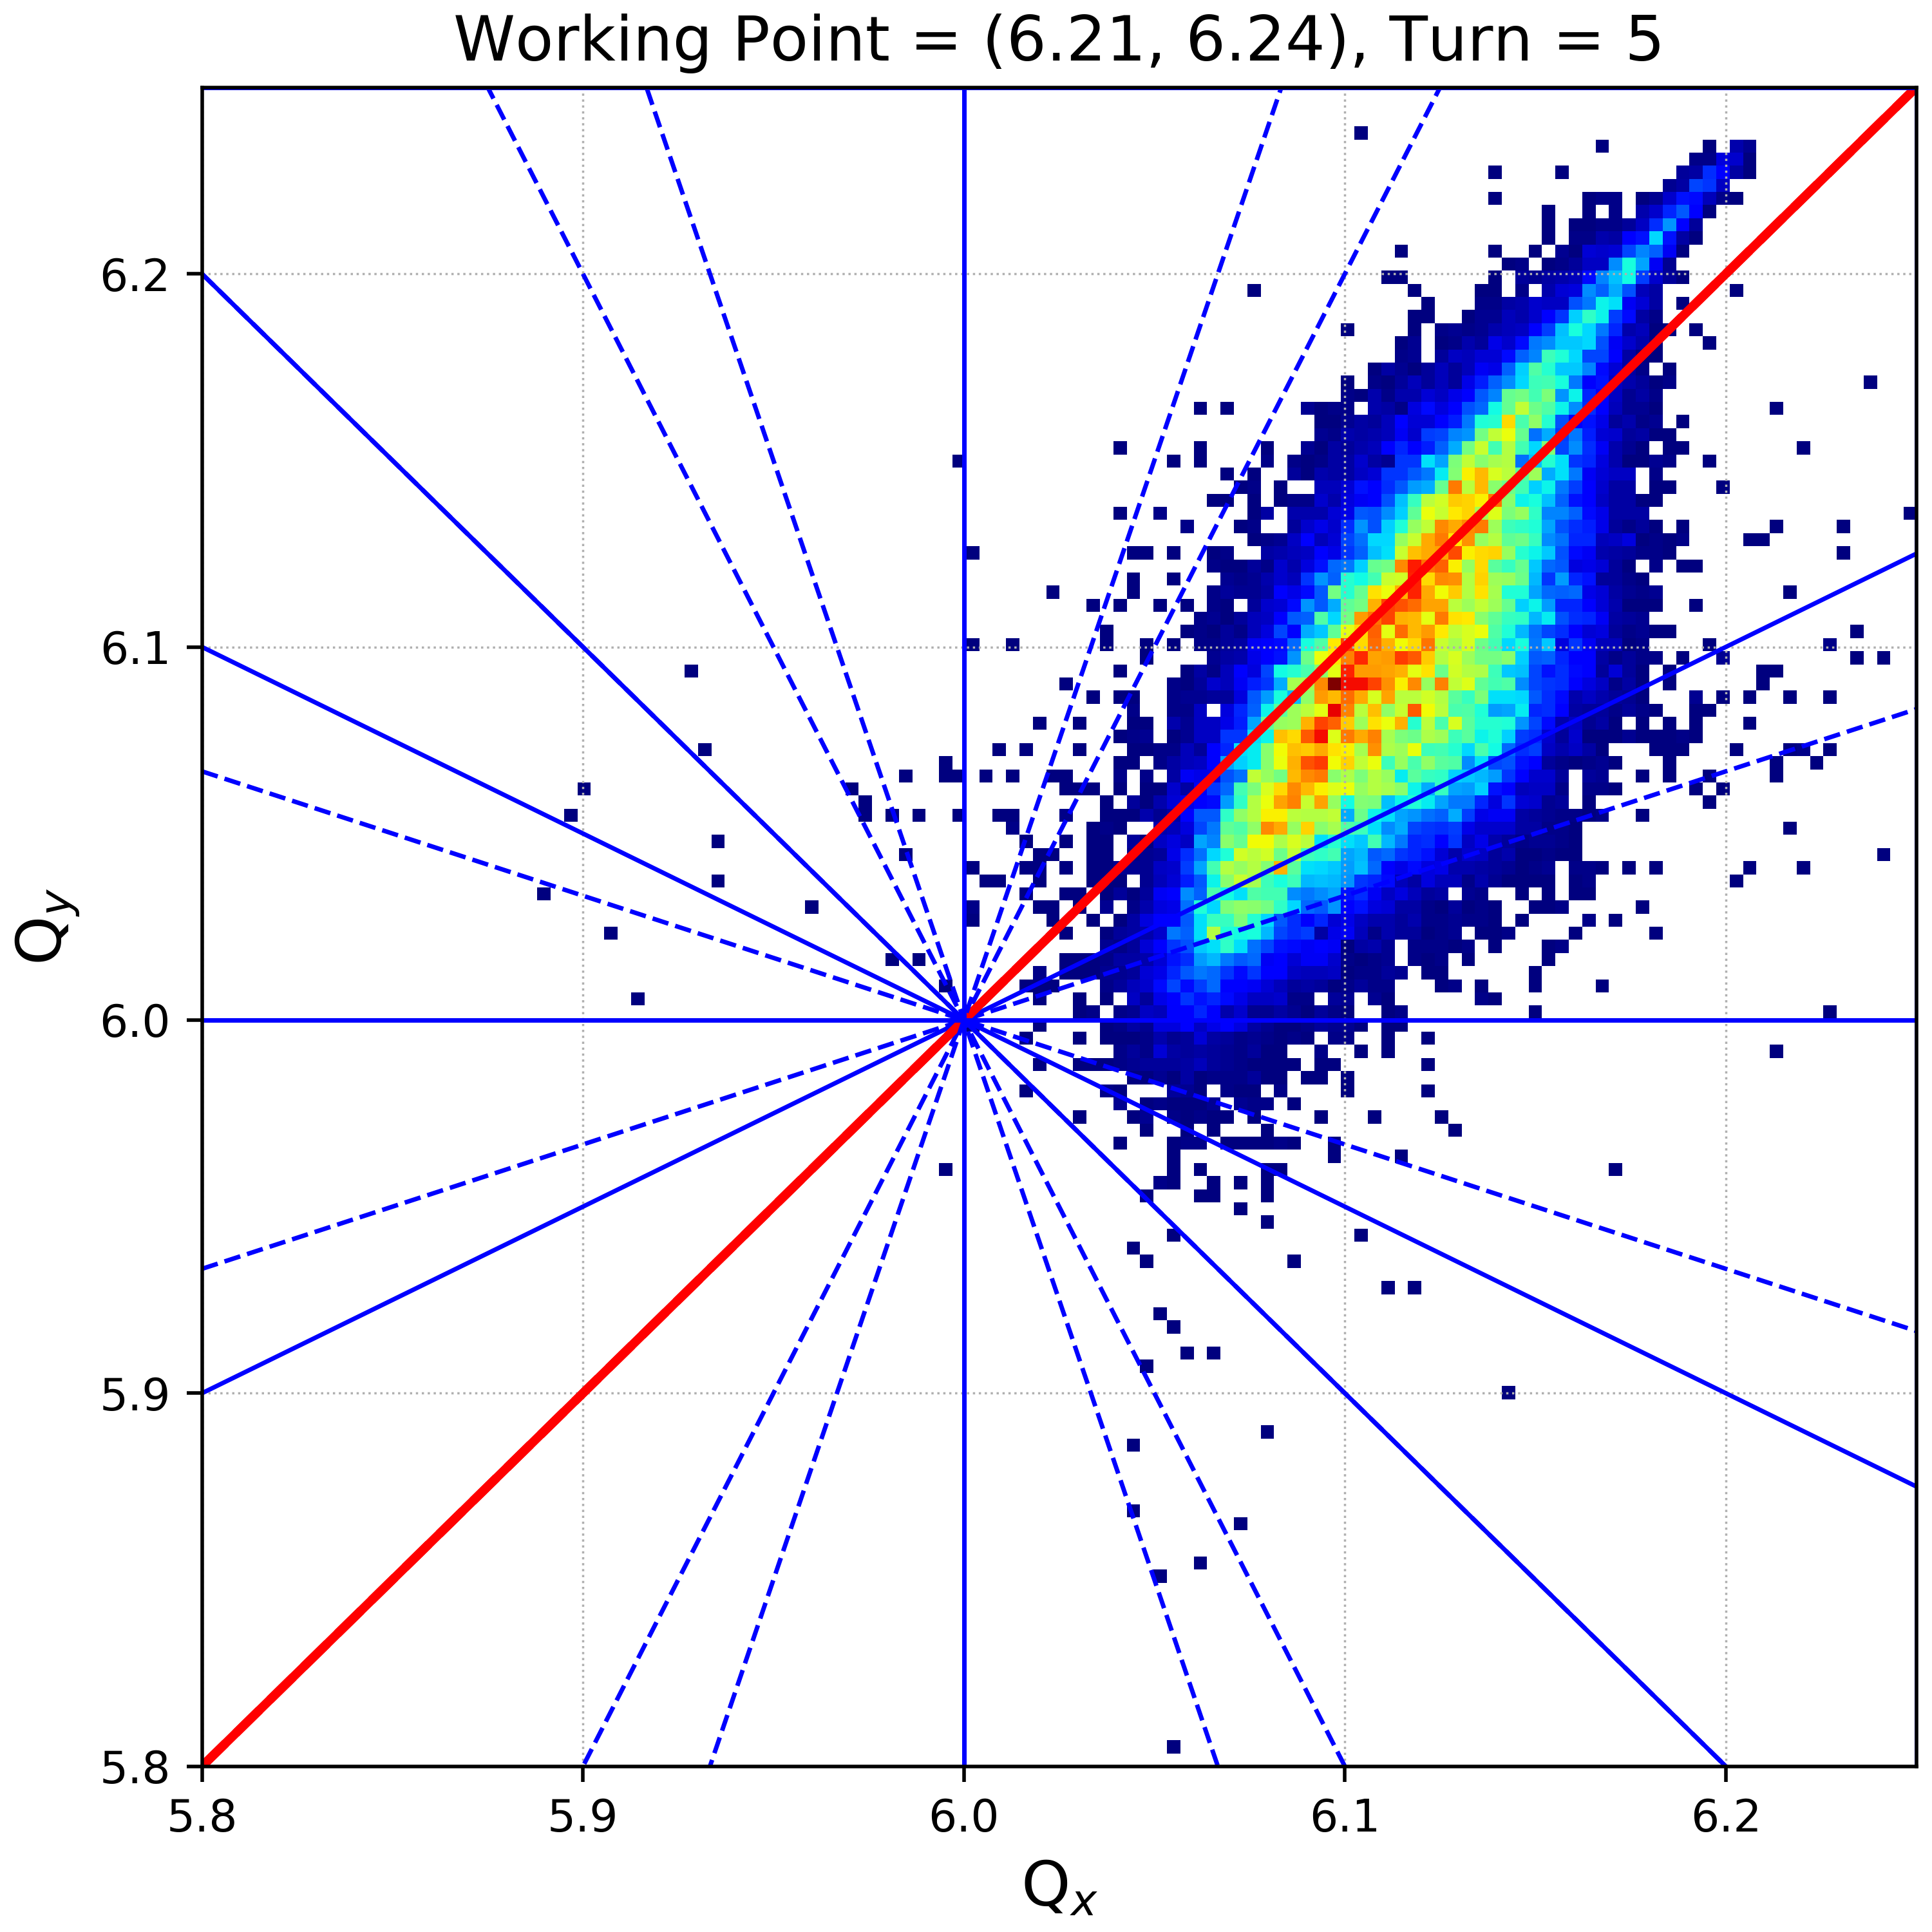 Working Point = (6.21, 6.24), Turn = 5
6.2
6.1
6.0
5.9
5.8
Qy
5.8 5.9 6.0 6.1 6.2
Qx